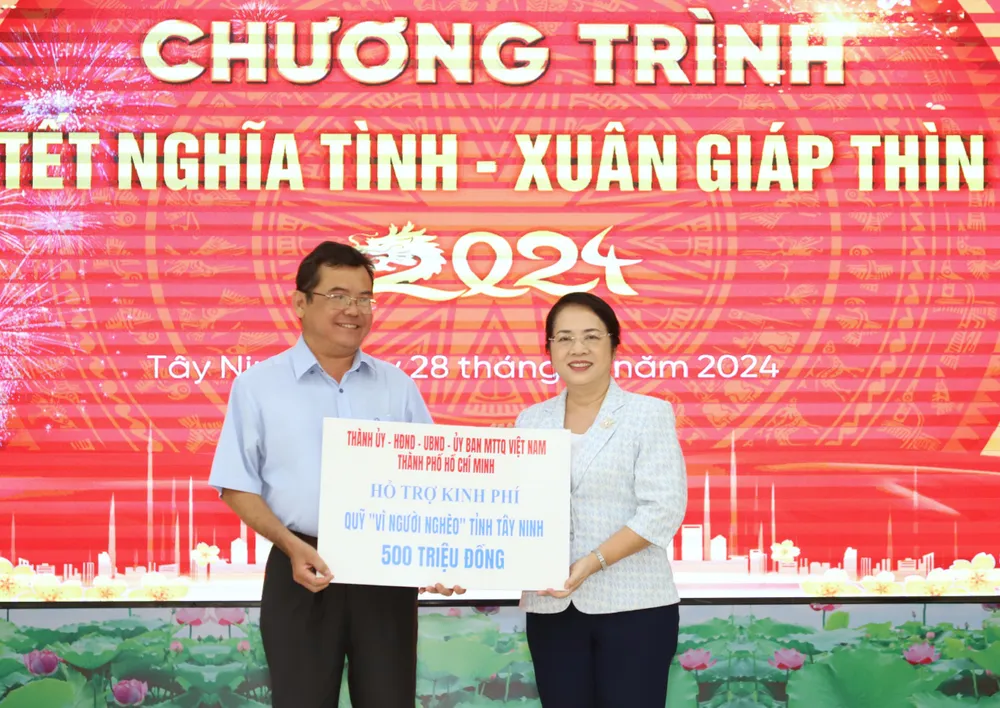 CHƯƠNG TRÌNH
TẾT NGHĨA TÌNH - XUÂN GIÁP THÌN
2024
Tây 28 năm 2024
THÀNH ỦY - HĐND - UBND - ỦY BAN MTTQ VIỆT NAM
THÀNH PHỐ HỒ CHÍ MINH
HỖ TRỢ KINH PHÍ
QUỸ "VÌ NGƯỜI NGHÈO" TỈNH TÂY NINH
500 TRIỆU ĐỒNG